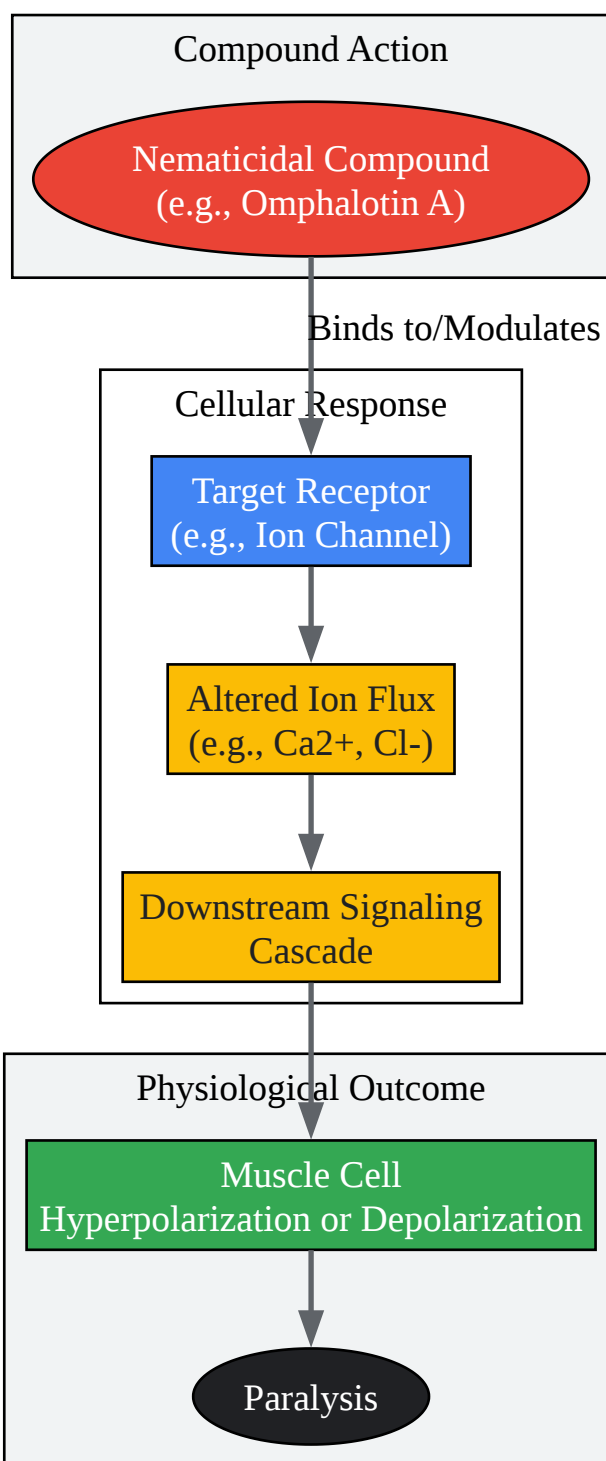 Compound Action
Nematicidal Compound
(e.g., Omphalotin A)
Binds to/Modulates
Cellular Response
Target Receptor
(e.g., Ion Channel)
Altered Ion Flux
(e.g., Ca2+, Cl-)
Downstream Signaling
Cascade
Physiological Outcome
Muscle Cell
Hyperpolarization or Depolarization
Paralysis